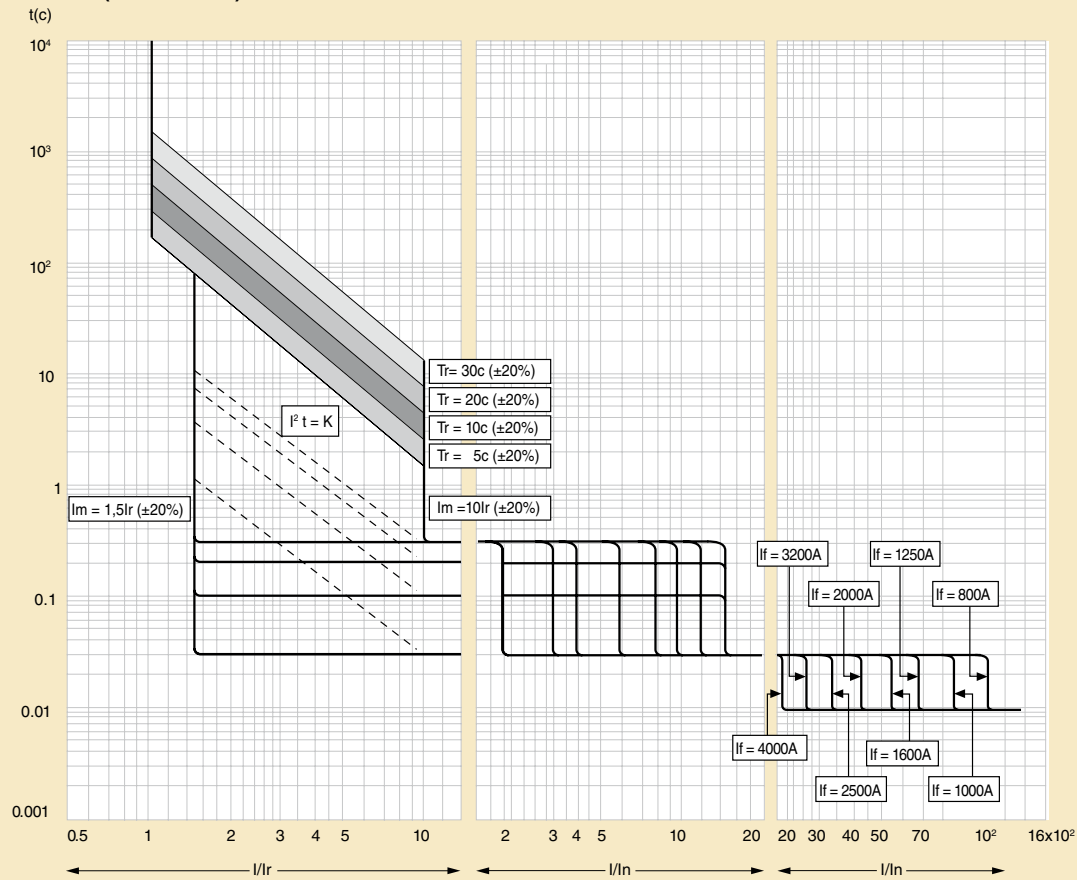 t(c)
10⁴
10³
10²
10
1
0.1
0.01
0.001
Tr= 30c (±20%)
Tr = 20c (±20%)
Tr = 10c (±20%)
Tr = 5c (±20%)
I² t = K
Im = 1,5Ir (±20%)
Im =10Ir (±20%)
If = 3200A
If = 1250A
If = 2000A
If = 800A
If = 4000A
If = 1600A
If = 2500A
If = 1000A
0.5 1 2 3 4 5 10
2 3 4 5 10 20
20 30 40 50 70 10² 16x10²
I/Ir
I/In
I/In